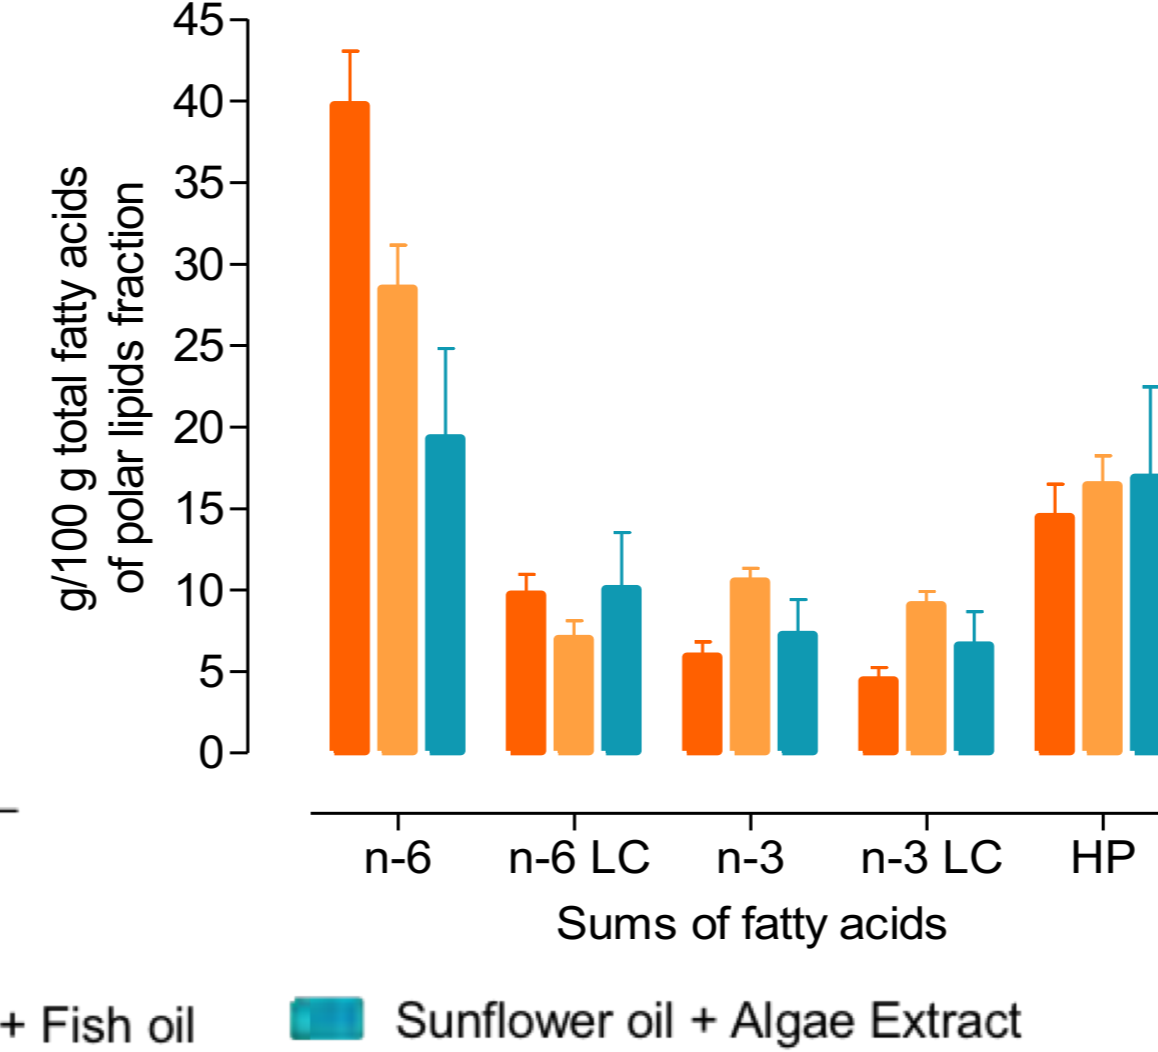 45
40
35
30
25
20
15
10
5
0
g/100 g total fatty acids
of polar lipids fraction
n-6 n-6 LC n-3 n-3 LC HP
Sums of fatty acids
+ Fish oil Sunflower oil + Algae Extract